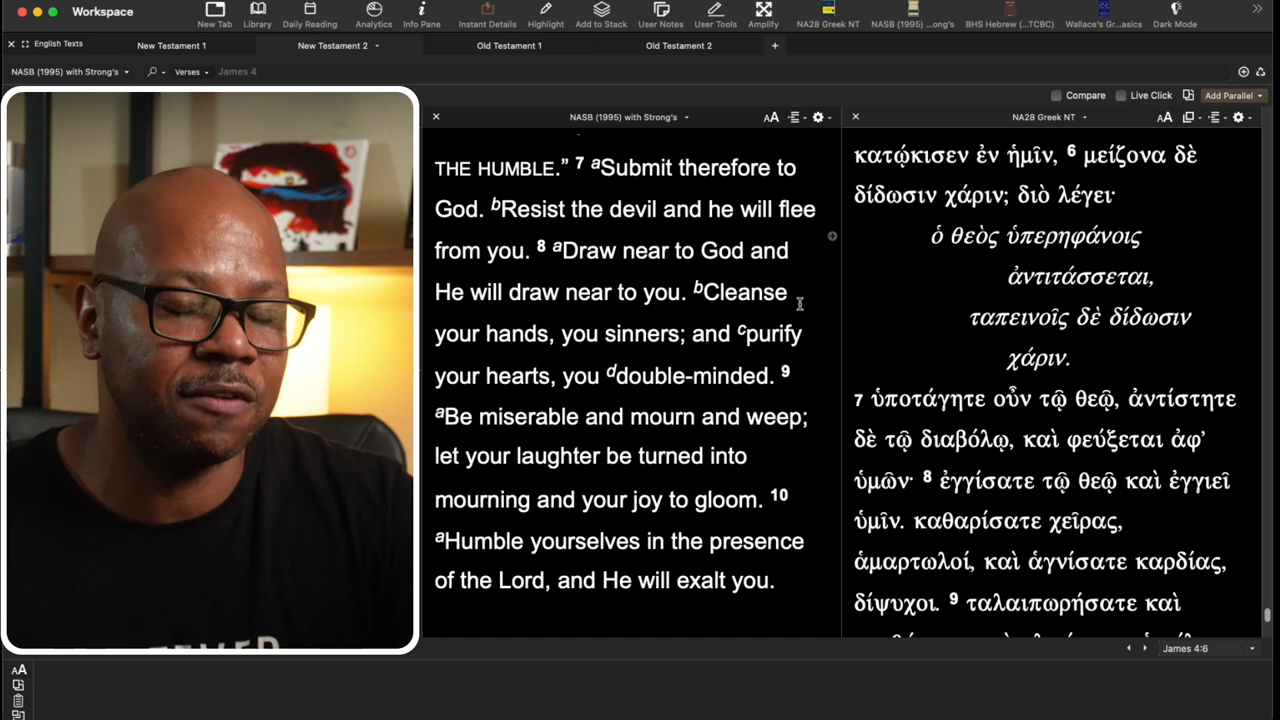 Workspace
New Tab
Library
Daily Reading
Analytics
Info Pane
Instant Details
Highlight
Add to Stack
User Notes
User Tools
Amplify
NA28 Greek NT
NASB (1995) ...ong's
BHS Hebrew (...TCBC)
Wallace's Gr...asics
Dark Mode
English Texts
New Testament 1
New Testament 2
Old Testament 1
Old Testament 2
NASB (1995) with Strong's
Verses
James 4
Compare
Live Click
Add Parallel
NASB (1995) with Strong's
THE HUMBLE.” 7 aSubmit therefore to
God. bResist the devil and he will flee
from you. 8 aDraw near to God and
He will draw near to you. bCleanse
your hands, you sinners; and cpurify
your hearts, you ddouble-minded. 9
aBe miserable and mourn and weep;
let your laughter be turned into
mourning and your joy to gloom. 10
aHumble yourselves in the presence
of the Lord, and He will exalt you.
NA28 Greek NT
κατῴκισεν ἐν ἡμῖν, 6 μείζονα δὲ
δίδωσιν χάριν; διὸ λέγει·
ὁ θεὸς ὑπερηφάνοις
ἀντιτάσσεται,
ταπεινοῖς δὲ δίδωσιν
χάριν.
7 ὑποτάγητε οὖν τῷ θεῷ, ἀντίστητε
δὲ τῷ διαβόλῳ, καὶ φεύξεται ἀφ’
ὑμῶν· 8 ἐγγίσατε τῷ θεῷ καὶ ἐγγιεῖ
ὑμῖν. καθαρίσατε χεῖρας,
ἁμαρτωλοί, καὶ ἁγνίσατε καρδίας,
δίψυχοι. 9 ταλαιπωρήσατε καὶ
James 4:6